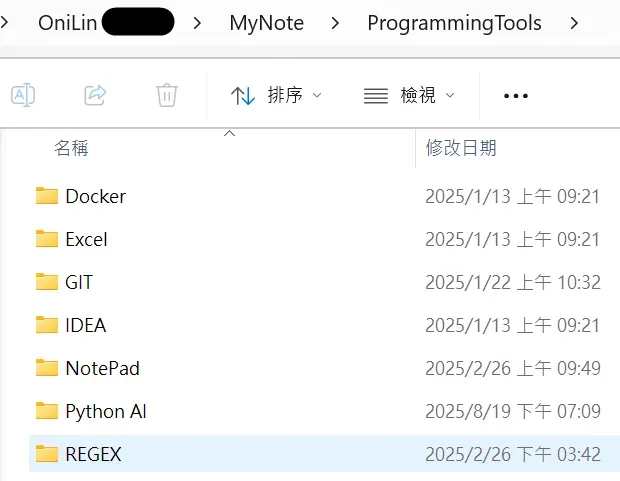 OniLin > MyNote > ProgrammingTools >
排序 檢視
名稱 修改日期
Docker 2025/1/13 上午 09:21
Excel 2025/1/13 上午 09:21
GIT 2025/1/22 上午 10:32
IDEA 2025/1/13 上午 09:21
NotePad 2025/2/26 上午 09:49
Python AI 2025/8/19 下午 07:09
REGEX 2025/2/26 下午 03:42